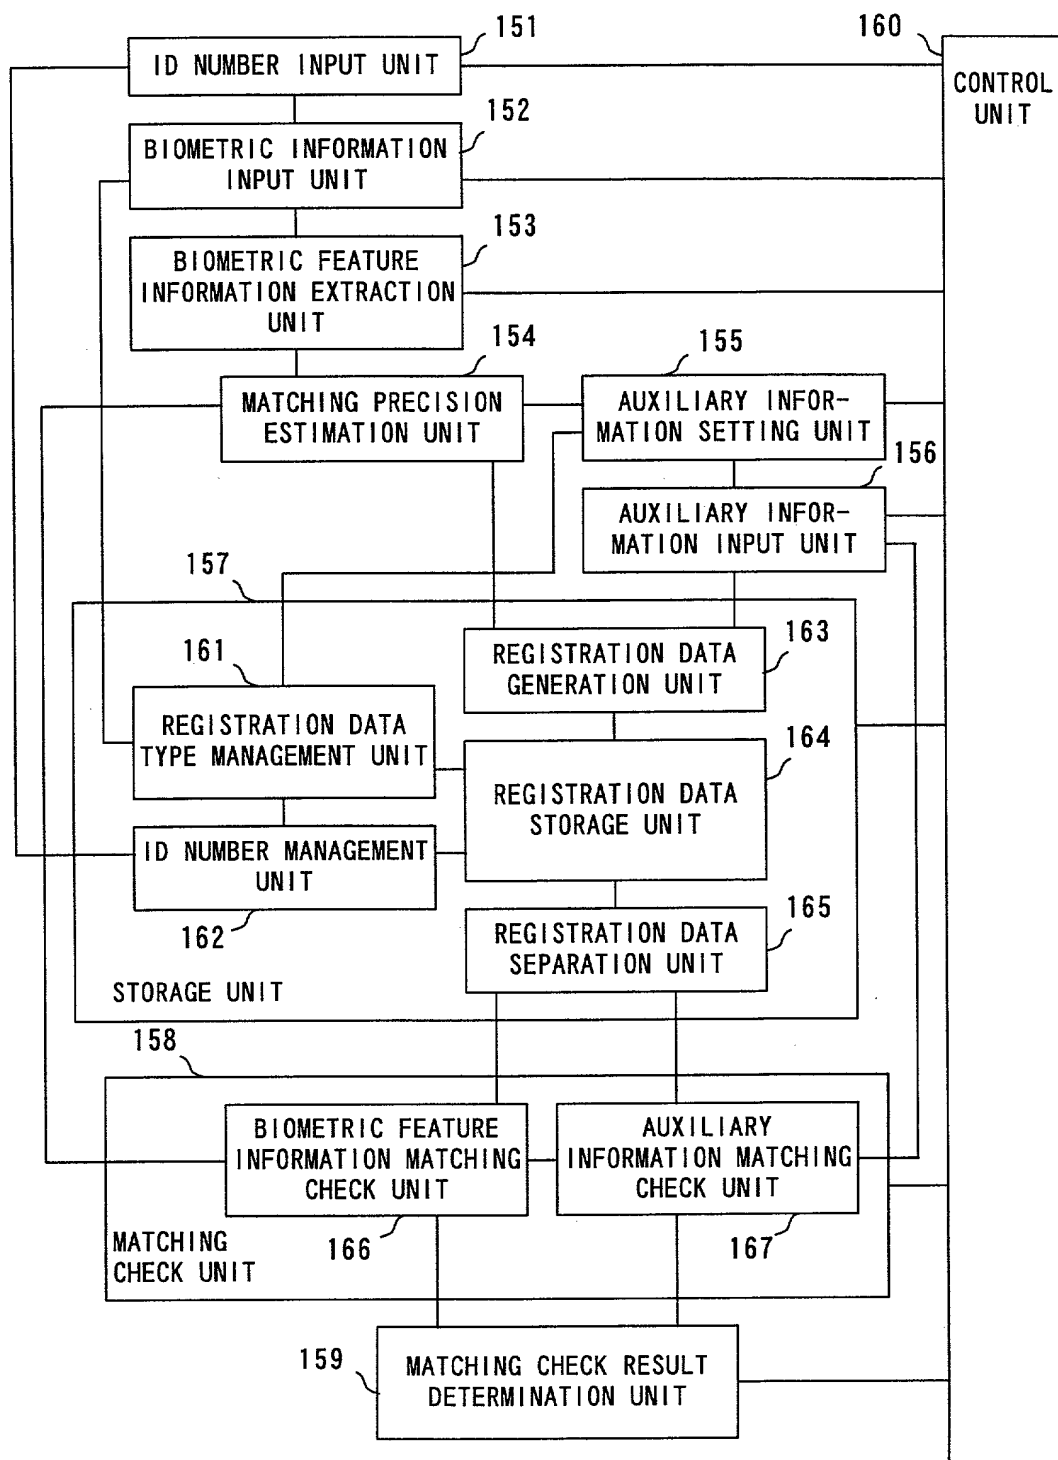 151
160
ID NUMBER INPUT UNIT
CONTROL
UNIT
152
BIOMETRIC INFORMATION
INPUT UNIT
153
BIOMETRIC FEATURE
INFORMATION EXTRACTION
UNIT
154
155
MATCHING PRECISION
ESTIMATION UNIT
AUXILIARY INFOR-
MATION SETTING UNIT
156
AUXILIARY INFOR-
MATION INPUT UNIT
157
163
161
REGISTRATION DATA
GENERATION UNIT
REGISTRATION DATA
TYPE MANAGEMENT UNIT
164
REGISTRATION DATA
STORAGE UNIT
ID NUMBER MANAGEMENT
UNIT
162
165
REGISTRATION DATA
SEPARATION UNIT
STORAGE UNIT
158
BIOMETRIC FEATURE
INFORMATION MATCHING
CHECK UNIT
AUXILIARY
INFORMATION MATCHING
CHECK UNIT
166
167
MATCHING
CHECK UNIT
159
MATCHING CHECK RESULT
DETERMINATION UNIT